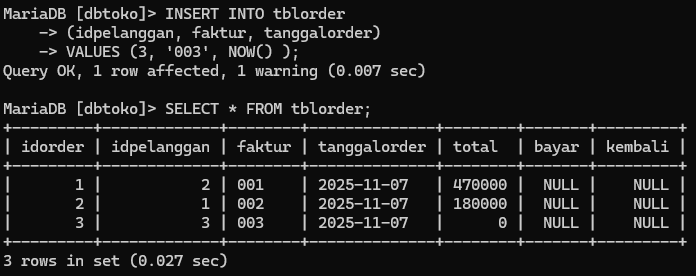 MariaDB [dbtoko]> INSERT INTO tblorder
    -> (idpelanggan, faktur, tanggalorder)
    -> VALUES (3, '003', NOW() );
Query OK, 1 row affected, 1 warning (0.007 sec)

MariaDB [dbtoko]> SELECT * FROM tblorder;
+---------+-------------+--------+--------------+--------+-------+---------+
| idorder | idpelanggan | faktur | tanggalorder | total  | bayar | kembali |
+---------+-------------+--------+--------------+--------+-------+---------+
|       1 |           2 | 001    | 2025-11-07   | 470000 |  NULL |    NULL |
|       2 |           1 | 002    | 2025-11-07   | 180000 |  NULL |    NULL |
|       3 |           3 | 003    | 2025-11-07   |      0 |  NULL |    NULL |
+---------+-------------+--------+--------------+--------+-------+---------+
3 rows in set (0.027 sec)